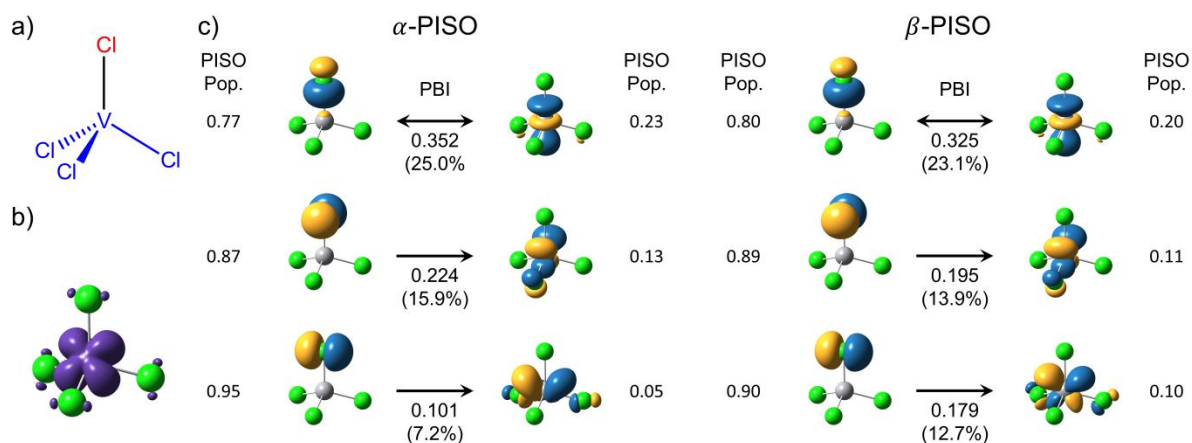 a)
Cl
V
Cl
Cl
Cl
b)
c)
α-PISO
β-PISO
PISO
Pop.
PBI
PISO
Pop.
PISO
Pop.
PBI
PISO
Pop.
0.77
0.352
(25.0%
0.23
0.80
0.325
(23.1%)
0.20
0.87
0.224
(15.9%)
0.13
0.89
0.195
(13.9%)
0.11
0.95
0.101
(7.2%)
0.05
0.90
0.179
(12.7%)
0.10